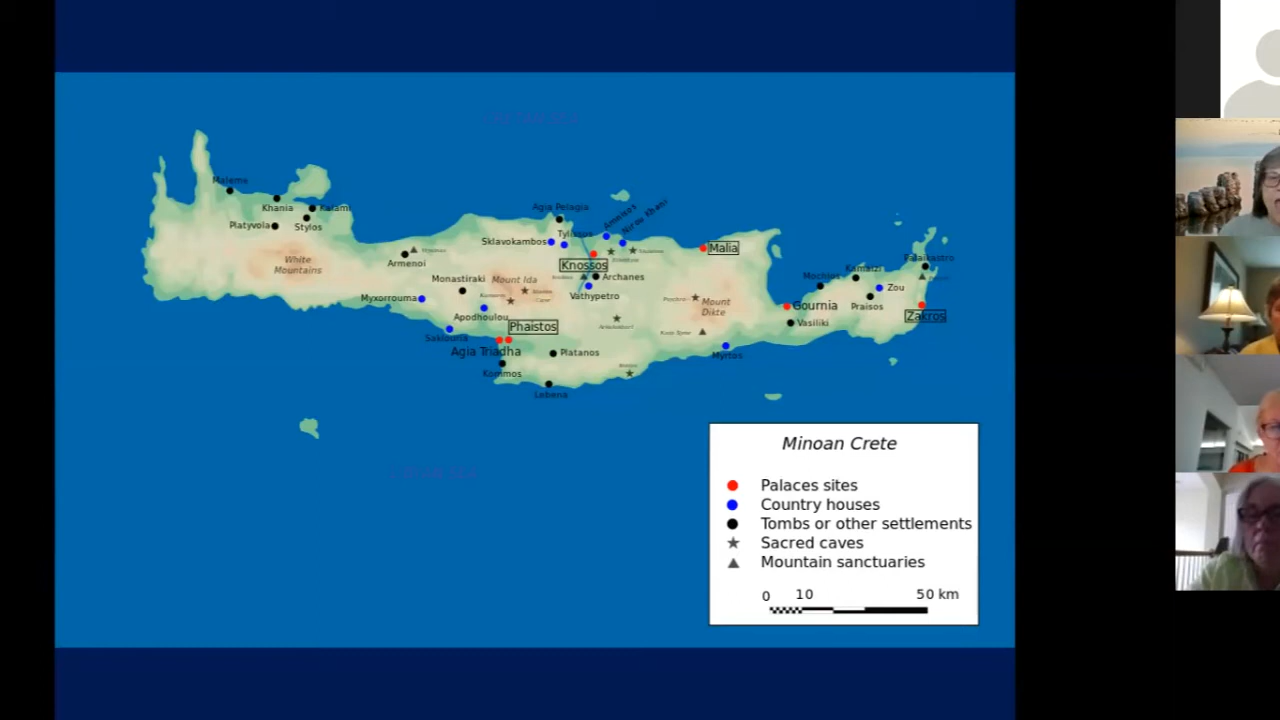 Maleme
Khania
Kalami
Platyvola
Stylos
White
Mountains
Armenoi
Agia Pelagia
Amnisos
Nirou Khani
Tylissos
Sklavokambos
Malia
Knossos
Archanes
Vathypetro
Monastiraki
Mount Ida
Myxorrouma
Apodhoulou
Phaistos
Agia Triadha
Kommos
Platanos
Lebena
Mount
Dikte
Myrtos
Palaikastro
Kamaizi
Mochlos
Zou
Praisos
Gournia
Zakros
Vasiliki
Minoan Crete
Palaces sites
Country houses
Tombs or other settlements
Sacred caves
Mountain sanctuaries
0 10 50 km